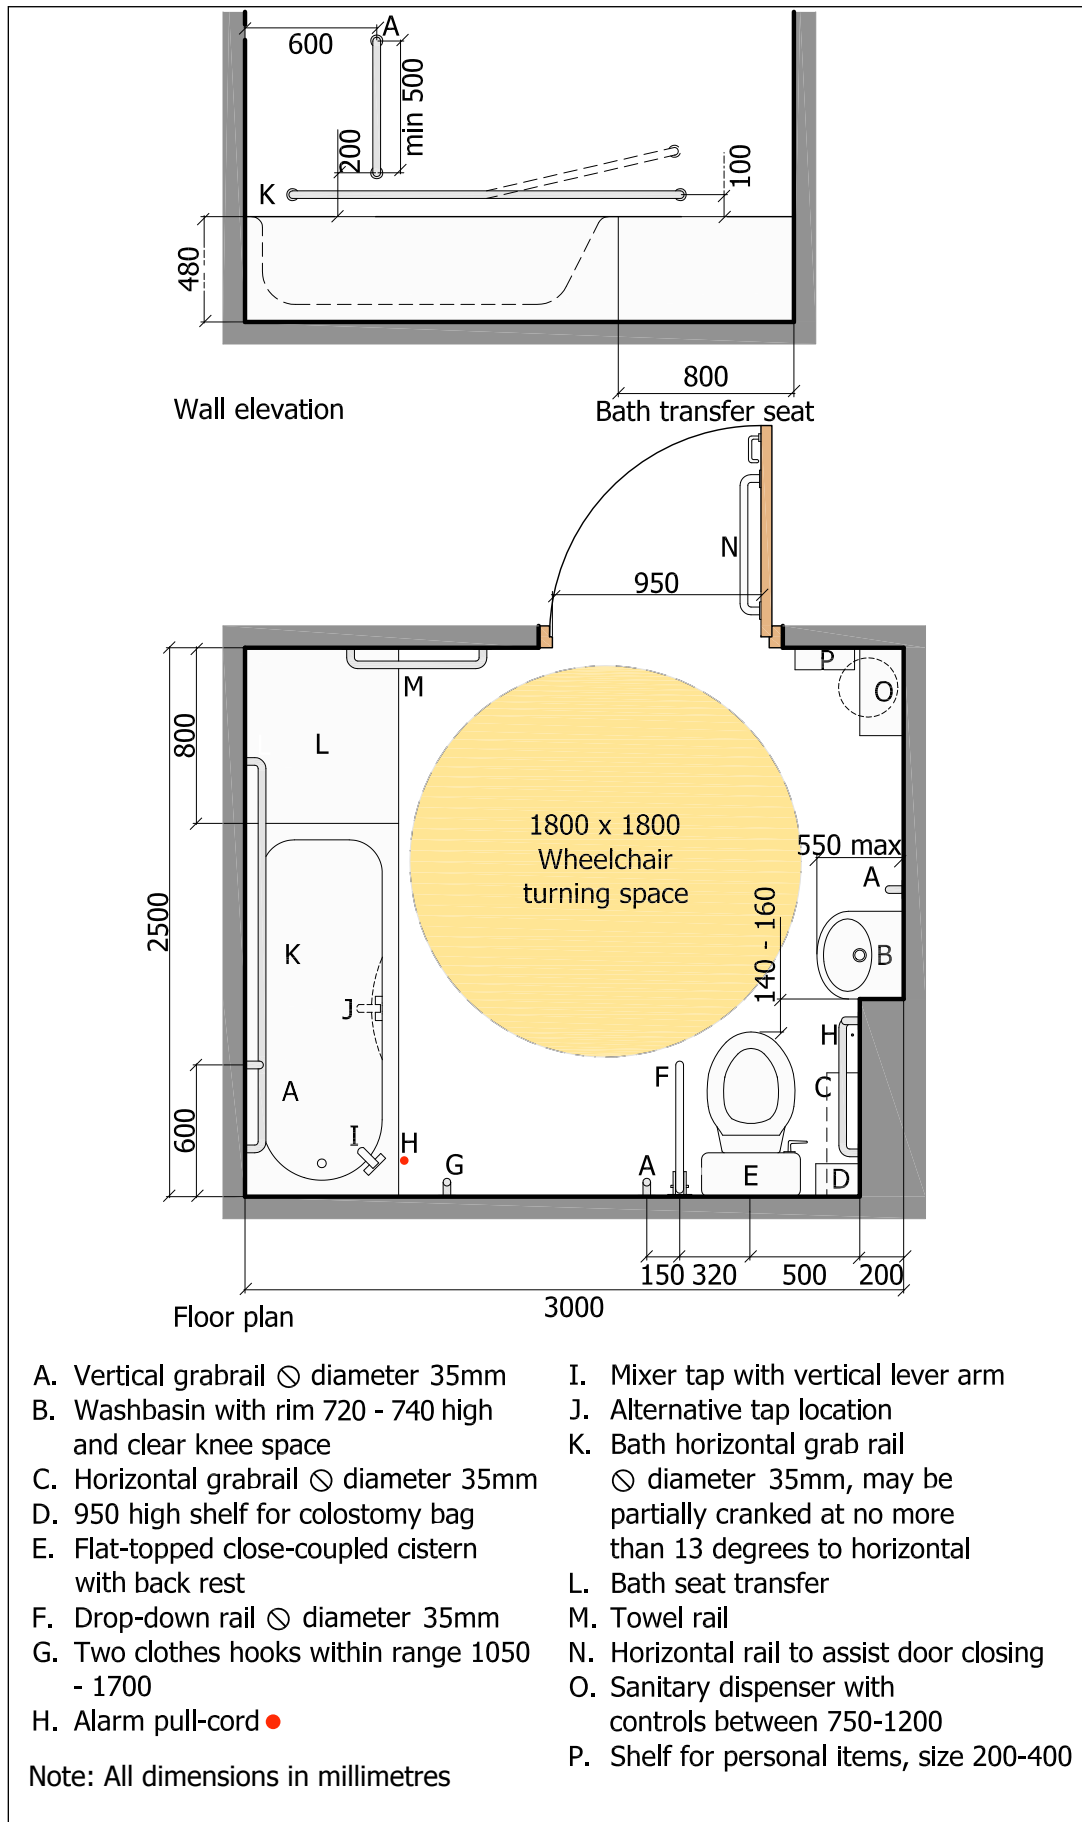 A
600
min 500
200
100
K
480
800
Wall elevation
Bath transfer seat
N
950
P
M
O
800
L
1800 x 1800
Wheelchair
turning space
550 max
A
2500
140 - 160
K
B
J
H
F
C
A
600
I
H
G
A
E
D
150
320
500
200
3000
Floor plan
A. Vertical grabrail ⊘ diameter 35mm
B. Washbasin with rim 720 - 740 high
and clear knee space
C. Horizontal grabrail ⊘ diameter 35mm
D. 950 high shelf for colostomy bag
E. Flat-topped close-coupled cistern
with back rest
F. Drop-down rail ⊘ diameter 35mm
G. Two clothes hooks within range 1050
- 1700
H. Alarm pull-cord
Note: All dimensions in millimetres
I. Mixer tap with vertical lever arm
J. Alternative tap location
K. Bath horizontal grab rail
⊘ diameter 35mm, may be
partially cranked at no more
than 13 degrees to horizontal
L. Bath seat transfer
M. Towel rail
N. Horizontal rail to assist door closing
O. Sanitary dispenser with
controls between 750-1200
P. Shelf for personal items, size 200-400